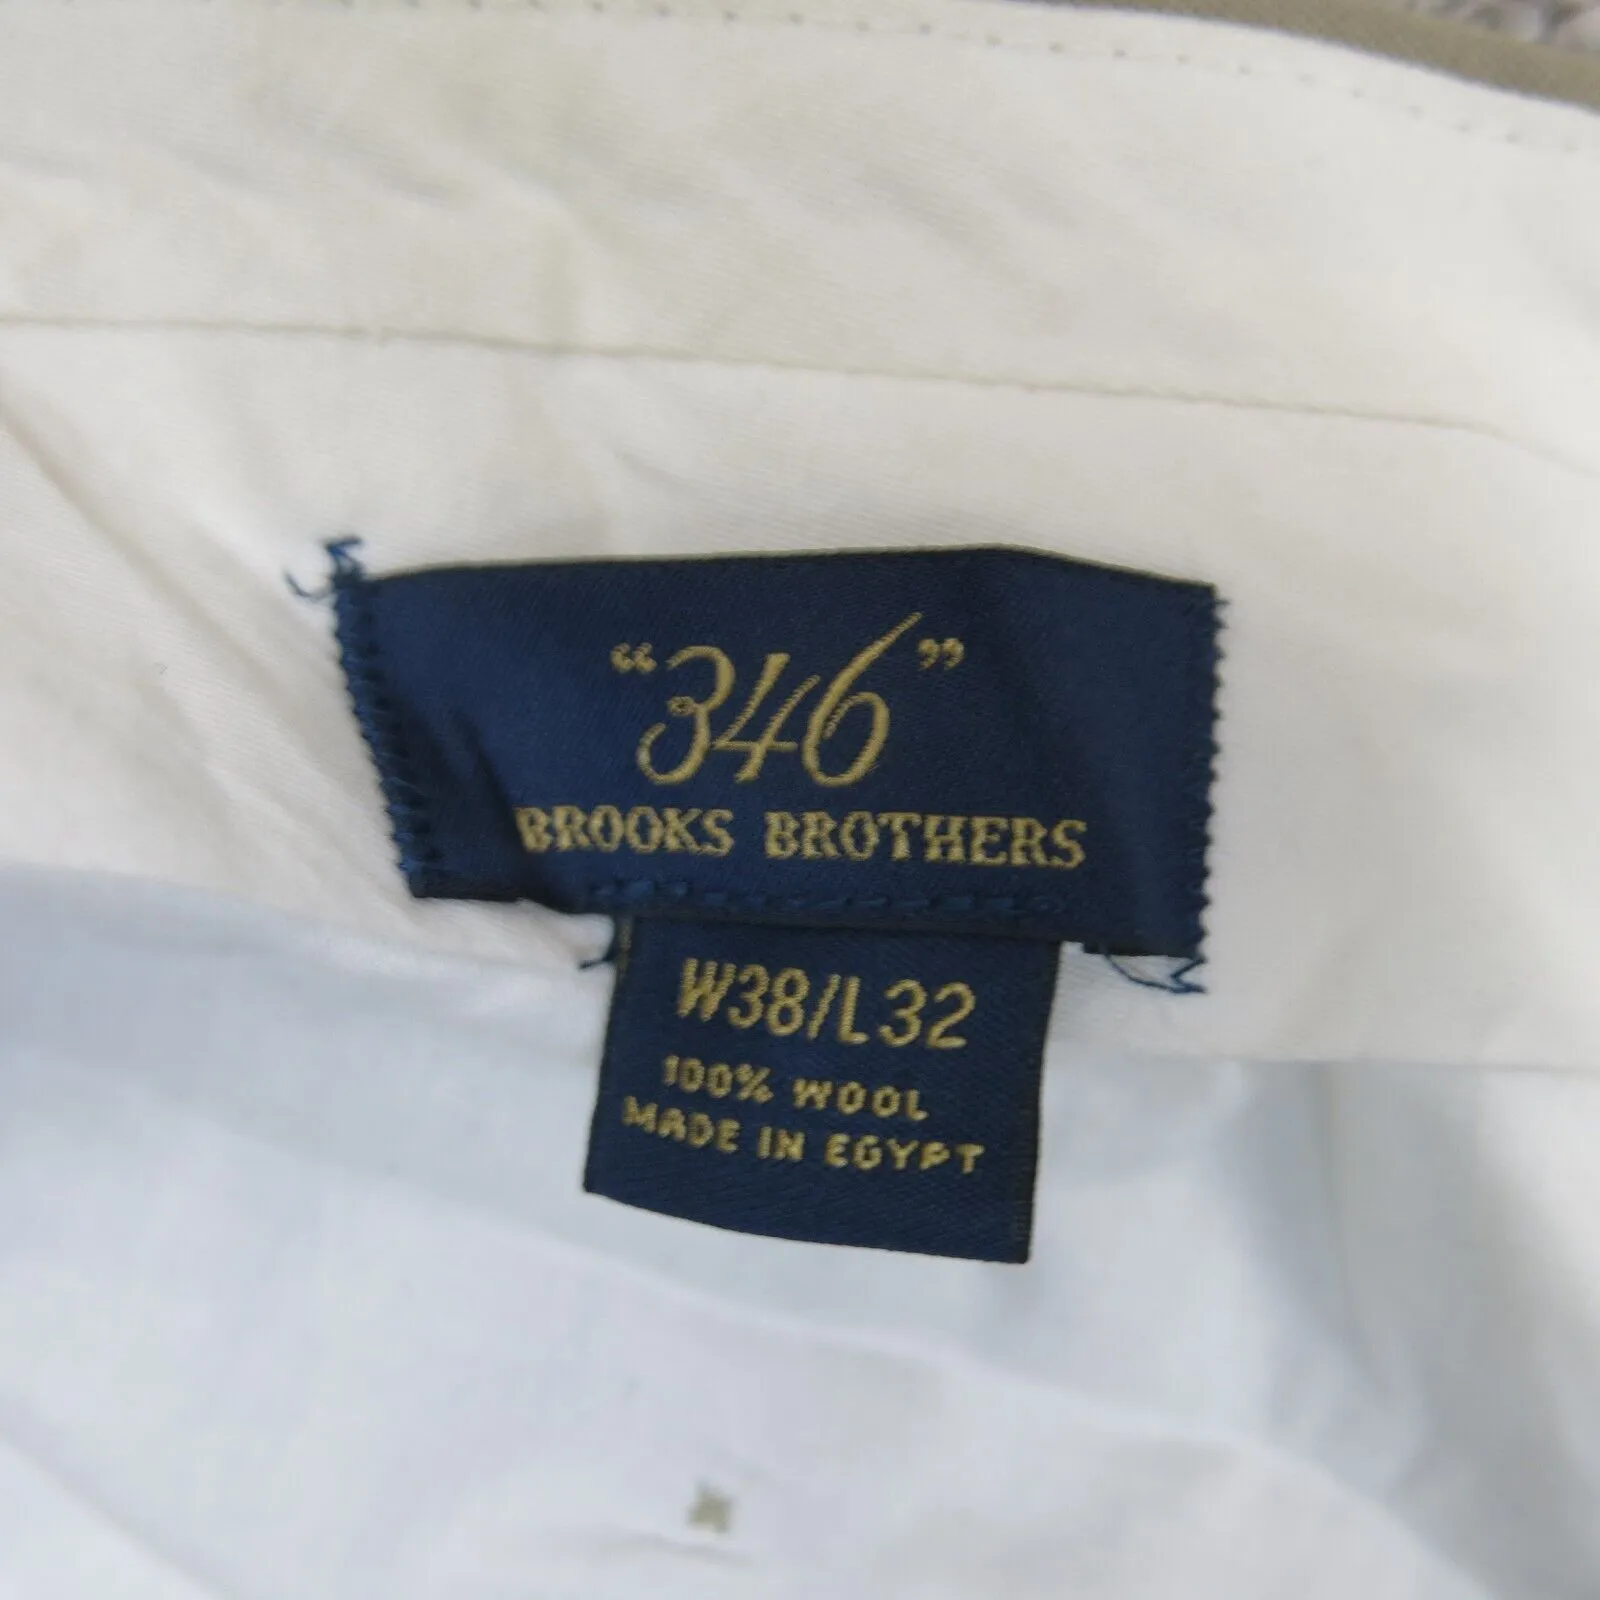 “346”
BROOKS BROTHERS
W38/L32
100% WOOL
MADE IN EGYPT